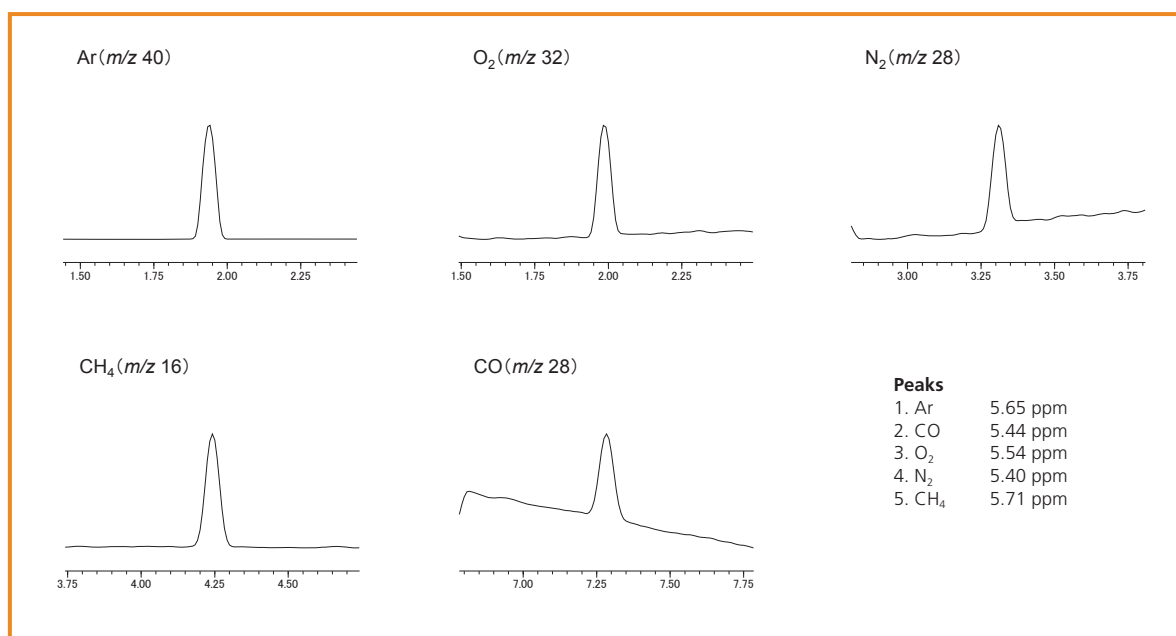 Ar（m/z 40）
O₂（m/z 32）
N₂（m/z 28）
1.50 1.75 2.00 2.25
1.50 1.75 2.00 2.25
3.00 3.25 3.50 3.75
CH₄（m/z 16）
CO（m/z 28）
3.75 4.00 4.25 4.50
7.00 7.25 7.50 7.75
Peaks
1. Ar 5.65 ppm
2. CO 5.44 ppm
3. O₂ 5.54 ppm
4. N₂ 5.40 ppm
5. CH₄ 5.71 ppm